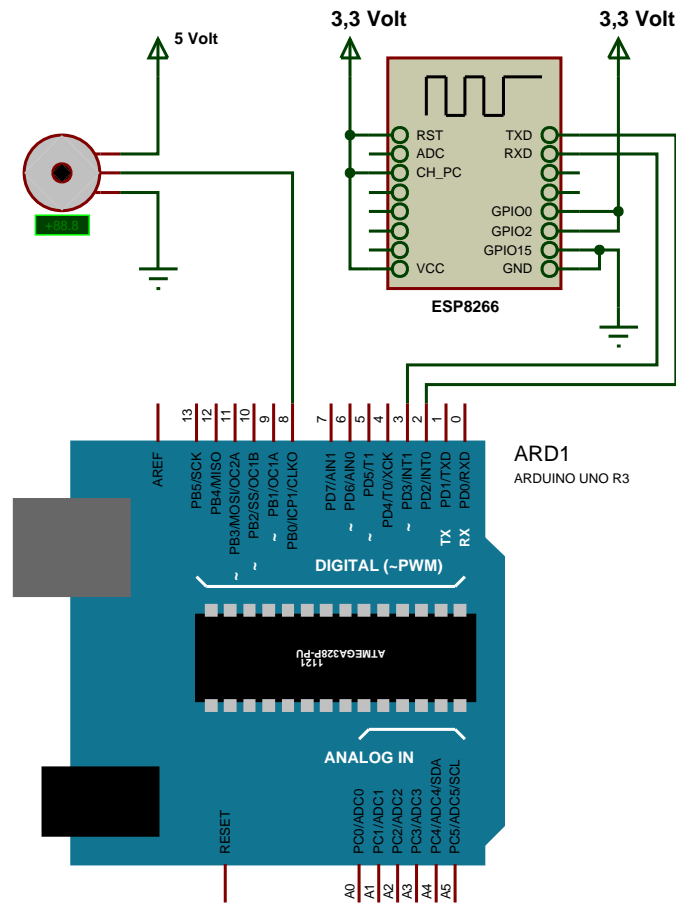 3,3 Volt
3,3 Volt
5 Volt
RST
ADC
CH_PC
VCC
TXD
RXD
GPIO0
GPIO2
GPIO15
GND
+88.8
ESP8266
13
12
11
10
9
8
7
6
5
4
3
2
1
0
AREF
PB5/SCK
PB4/MISO
PB3/MOSI/OC2A
PB2/SS/OC1B
PB1/OC1A
PB0/ICP1/CLKO
PD7/AIN1
PD6/AIN0
PD5/T1
PD4/T0/XCK
PD3/INT1
PD2/INT0
PD1/TXD
PD0/RXD
~
~
~
~
~
~
TX
RX
ARD1
ARDUINO UNO R3
DIGITAL (~PWM)
ATMEGA328P-PU
1121
ANALOG IN
RESET
PC0/ADC0
PC1/ADC1
PC2/ADC2
PC3/ADC3
PC4/ADC4/SDA
PC5/ADC5/SCL
A0
A1
A2
A3
A4
A5